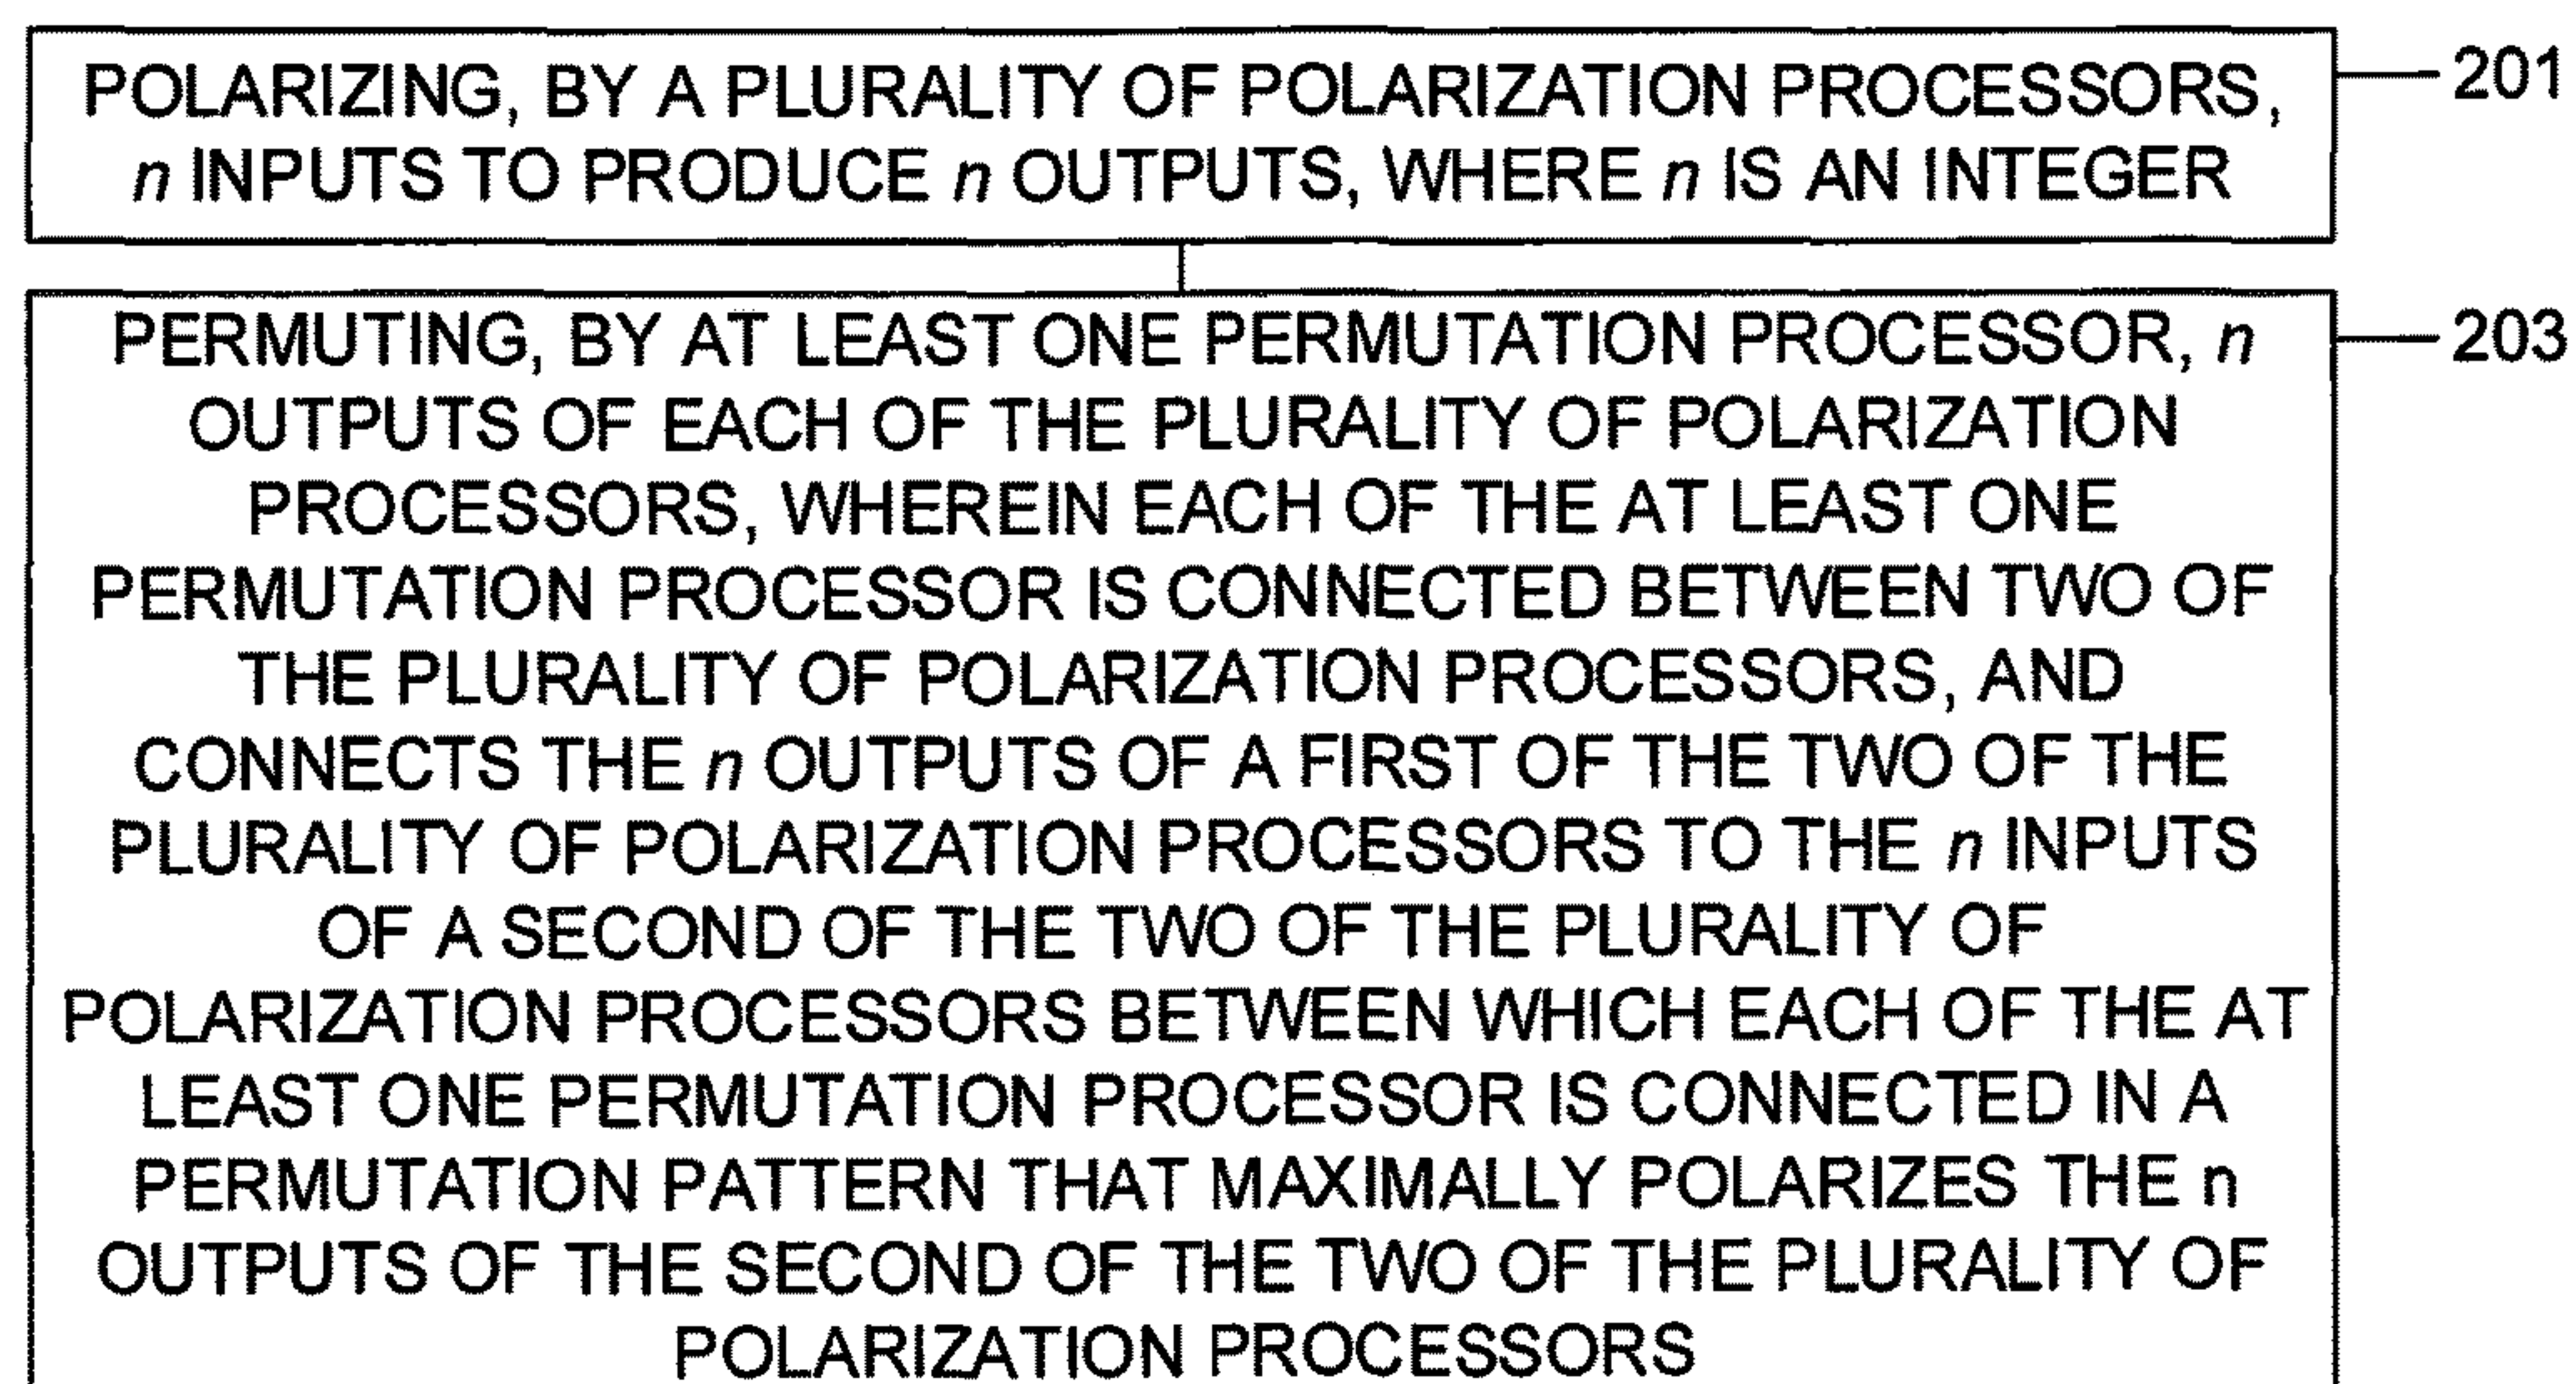 POLARIZING, BY A PLURALITY OF POLARIZATION PROCESSORS,
n INPUTS TO PRODUCE n OUTPUTS, WHERE n IS AN INTEGER
201
PERMUTING, BY AT LEAST ONE PERMUTATION PROCESSOR, n
OUTPUTS OF EACH OF THE PLURALITY OF POLARIZATION
PROCESSORS, WHEREIN EACH OF THE AT LEAST ONE
PERMUTATION PROCESSOR IS CONNECTED BETWEEN TWO OF
THE PLURALITY OF POLARIZATION PROCESSORS, AND
CONNECTS THE n OUTPUTS OF A FIRST OF THE TWO OF THE
PLURALITY OF POLARIZATION PROCESSORS TO THE n INPUTS
OF A SECOND OF THE TWO OF THE PLURALITY OF
POLARIZATION PROCESSORS BETWEEN WHICH EACH OF THE AT
LEAST ONE PERMUTATION PROCESSOR IS CONNECTED IN A
PERMUTATION PATTERN THAT MAXIMALLY POLARIZES THE n
OUTPUTS OF THE SECOND OF THE TWO OF THE PLURALITY OF
POLARIZATION PROCESSORS
203